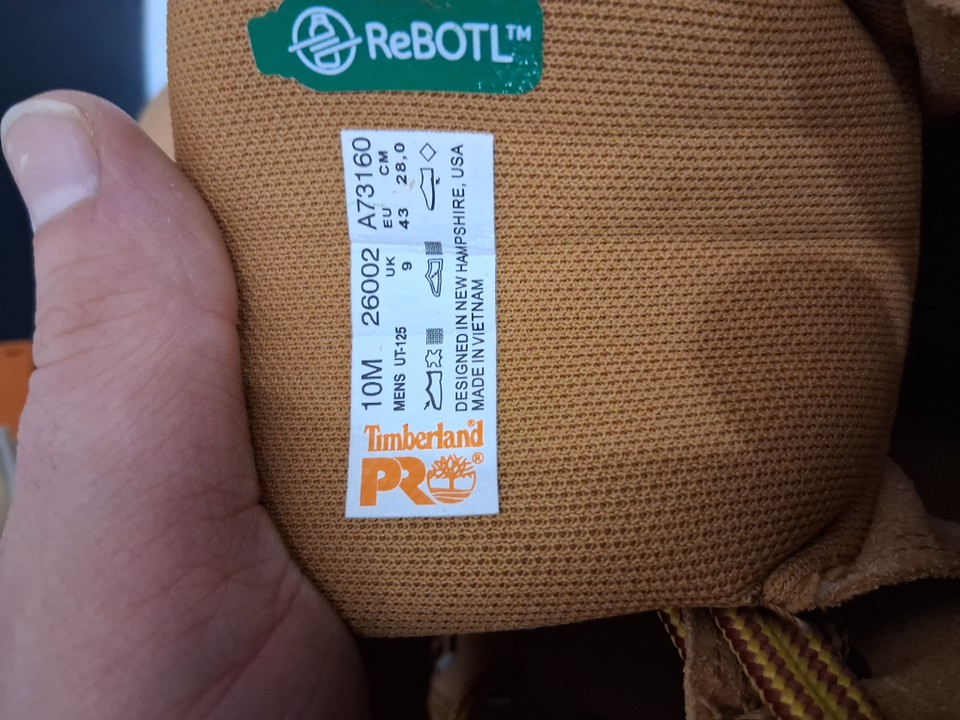 ReBOTL™
10M 26002 A73160
MENS UT-125 UK EU CM
9 43 28,0
DESIGNED IN NEW HAMPSHIRE, USA
MADE IN VIETNAM
Timberland®
PRO®